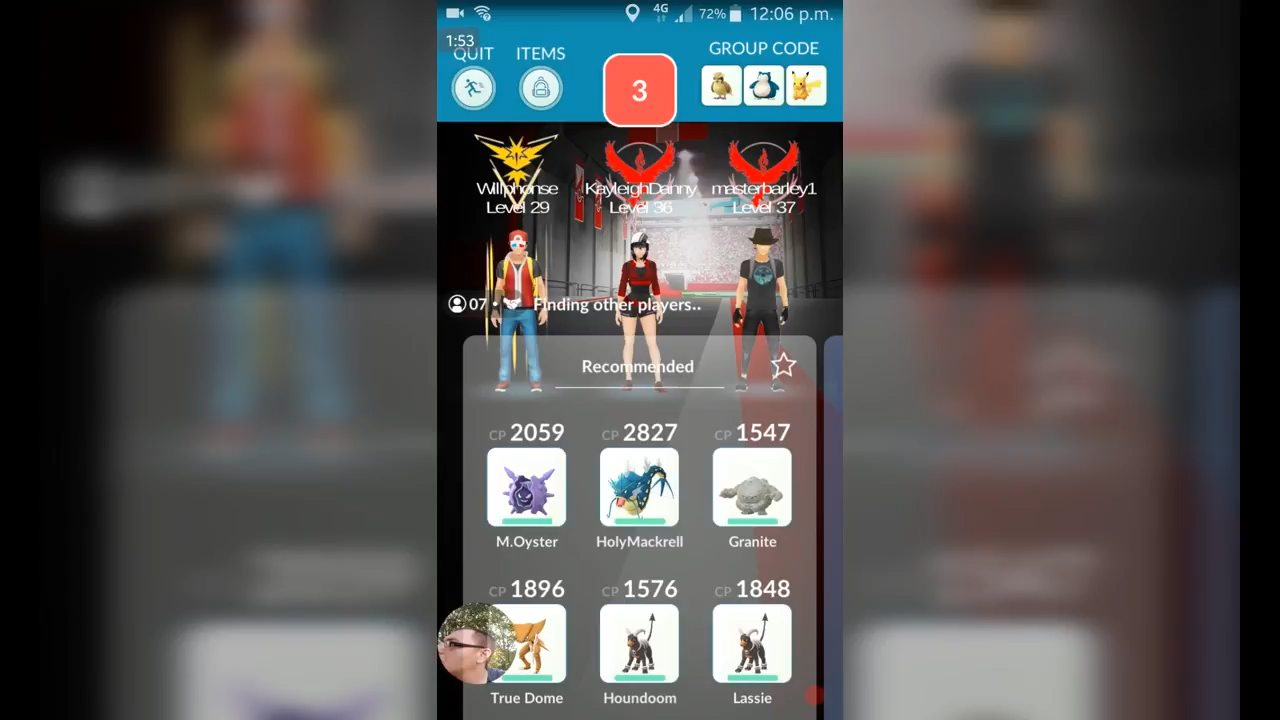 4G 72% 12:06 p.m.
1:53
QUIT ITEMS GROUP CODE
3
Willphonse KayleighDanny masterbarley1
Level 29 Level 36 Level 37
07 • Finding other players..
Recommended
CP 2059 CP 2827 CP 1547
M.Oyster HolyMackrell Granite
CP 1896 CP 1576 CP 1848
True Dome Houndoom Lassie